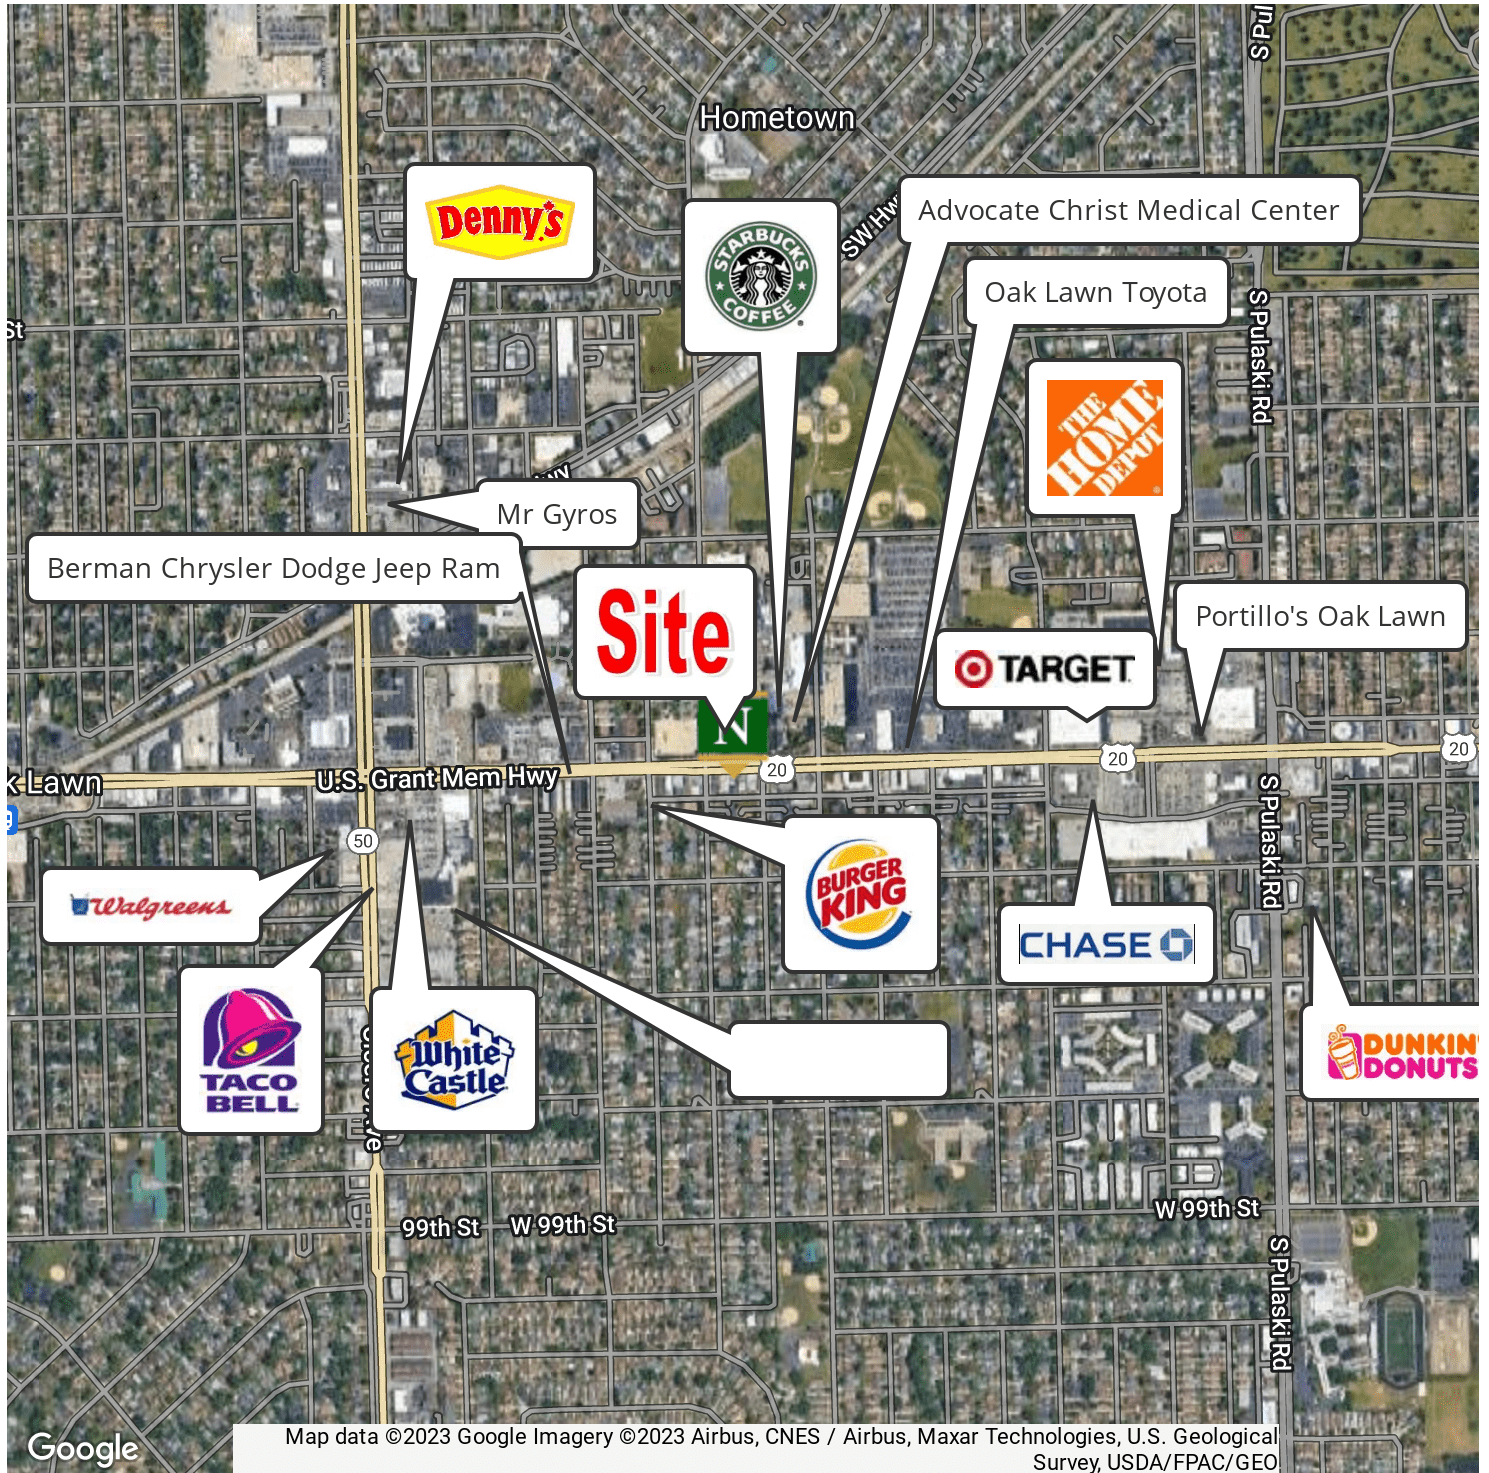 S Pul
Hometown
Denny's
STARBUCKS
COFFEE
SW Hwy
Advocate Christ Medical Center
Oak Lawn Toyota
St
S Pulaski Rd
THE
HOME
DEPOT
wy
Mr Gyros
Berman Chrysler Dodge Jeep Ram
Site
N
TARGET
Portillo's Oak Lawn
20
20
20
k Lawn
U.S. Grant Mem Hwy
50
S Pulaski Rd
Walgreens
BURGER
KING
CHASE
TACO
BELL
White
Castle
DUNKIN'
DONUTS
99th St
W 99th St
W 99th St
S Pulaski Rd
Google
Map data ©2023 Google Imagery ©2023 Airbus, CNES / Airbus, Maxar Technologies, U.S. Geological
Survey, USDA/FPAC/GEO